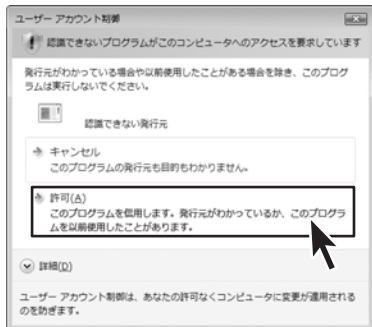 ユーザー アカウント制御
認識できないプログラムがこのコンピュータへのアクセスを要求しています
発行元がわかっている場合や以前使用したことがある場合を除き、このプログ
ラムは実行しないでください。
認識できない発行元
キャンセル
このプログラムの発行元も目的もわかりません。
許可(A)
このプログラムを信用します。発行元がわかっているか、このプログラ
ムを以前使用したことがあります。
詳細(D)
ユーザー アカウント制御は、あなたの許可なくコンピュータに変更が適用される
のを防ぎます。